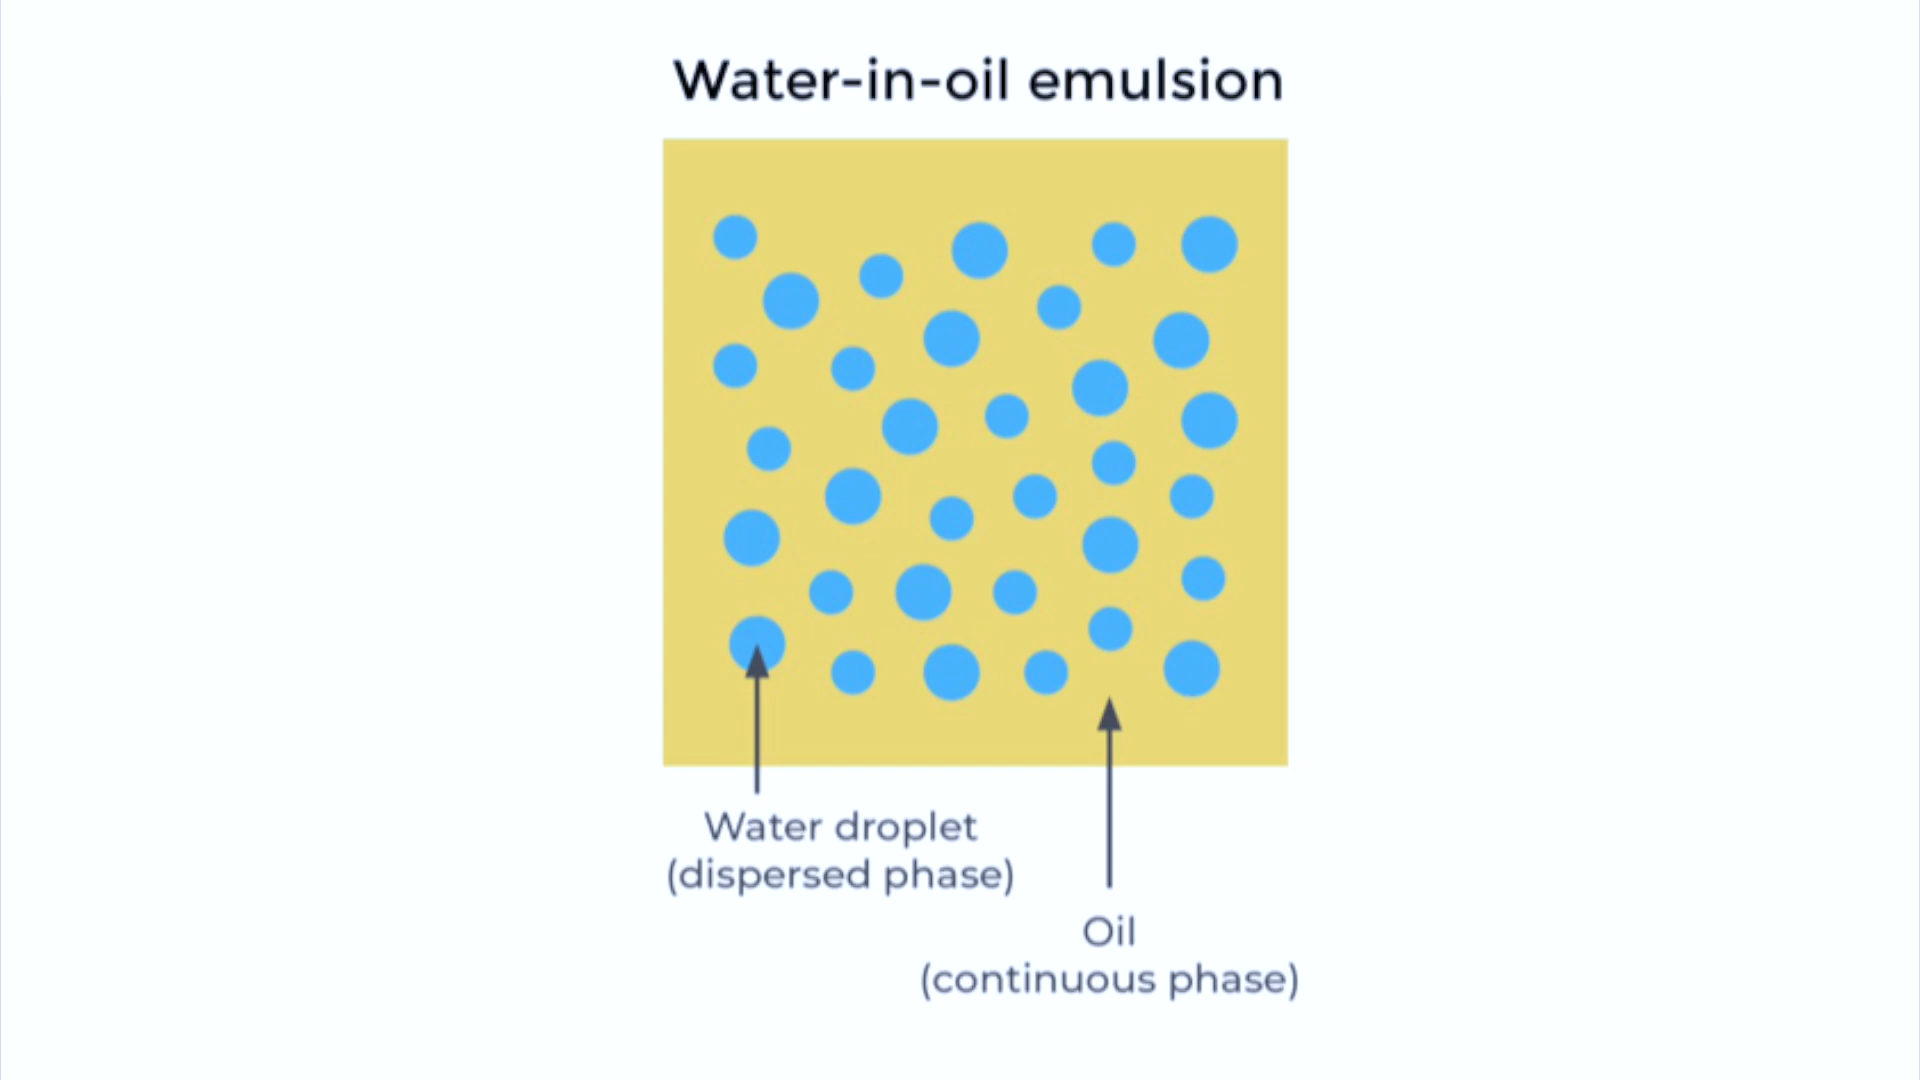 Water-in-oil emulsion
Water droplet
(dispersed phase)
Oil
(continuous phase)